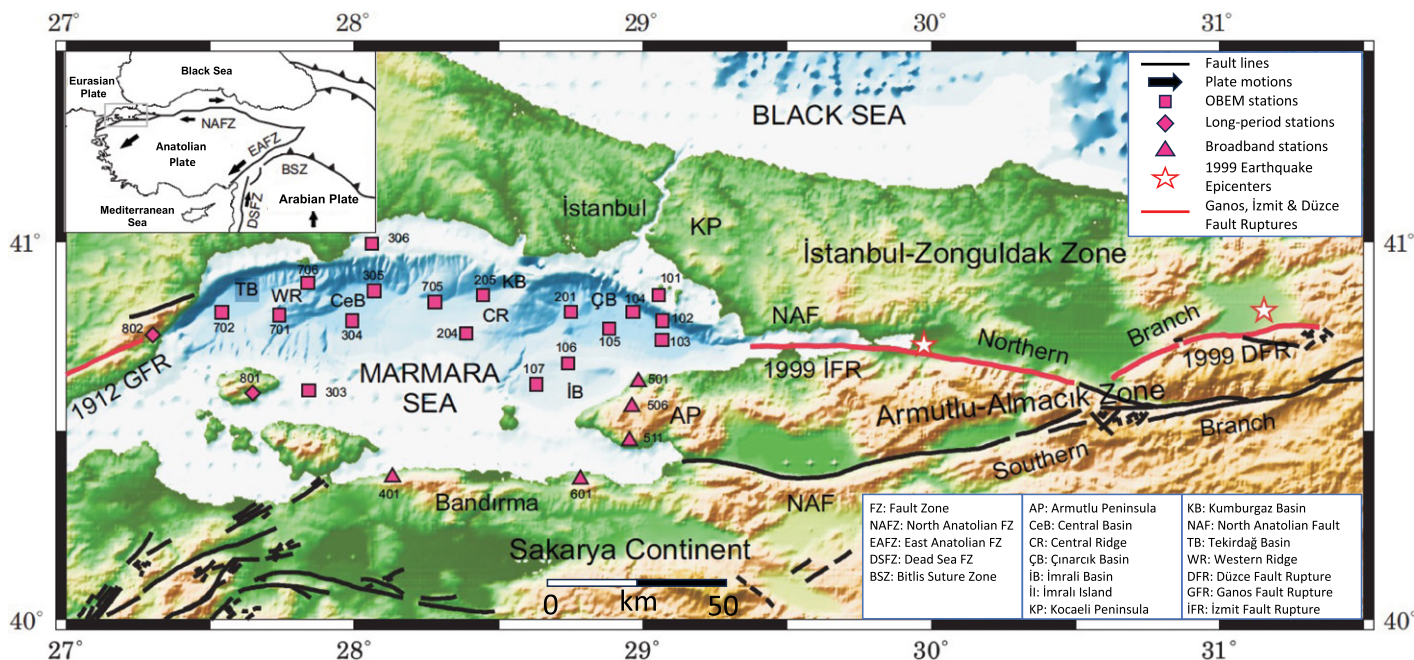 27°
28°
29°
30°
31°
Black Sea
Eurasian
Plate
NAFZ
Anatolian
Plate
EAFZ
BSZ
DSFZ
Arabian Plate
Mediterranean
Sea
BLACK SEA
Fault lines
Plate motions
OBEM stations
Long-period stations
Broadband stations
1999 Earthquake
Epicenters
Ganos, İzmit & Düzce
Fault Ruptures
41°
41°
İstanbul
KP
İstanbul-Zonguldak Zone
306
706
305
205
KB
101
TB
WR
CeB
705
201
ÇB
104
702
701
304
CR
204
105
102
103
NAF
802
Northern
Branch
1912 GFR
106
1999 İFR
1999 DFR
801
303
MARMARA
SEA
107
İB
501
506
AP
511
Armutlu-Almacık Zone
Branch
Southern
401
601
Bandırma
NAF
Sakarya Continent
0
km
50
FZ: Fault Zone
NAFZ: North Anatolian FZ
EAFZ: East Anatolian FZ
DSFZ: Dead Sea FZ
BSZ: Bitlis Suture Zone
AP: Armutlu Peninsula
CeB: Central Basin
CR: Central Ridge
ÇB: Çınarcık Basin
İB: İmrali Basin
İI: İmralı Island
KP: Kocaeli Peninsula
KB: Kumburgaz Basin
NAF: North Anatolian Fault
TB: Tekirdağ Basin
WR: Western Ridge
DFR: Düzce Fault Rupture
GFR: Ganos Fault Rupture
İFR: İzmit Fault Rupture
40°
40°
27°
28°
29°
30°
31°